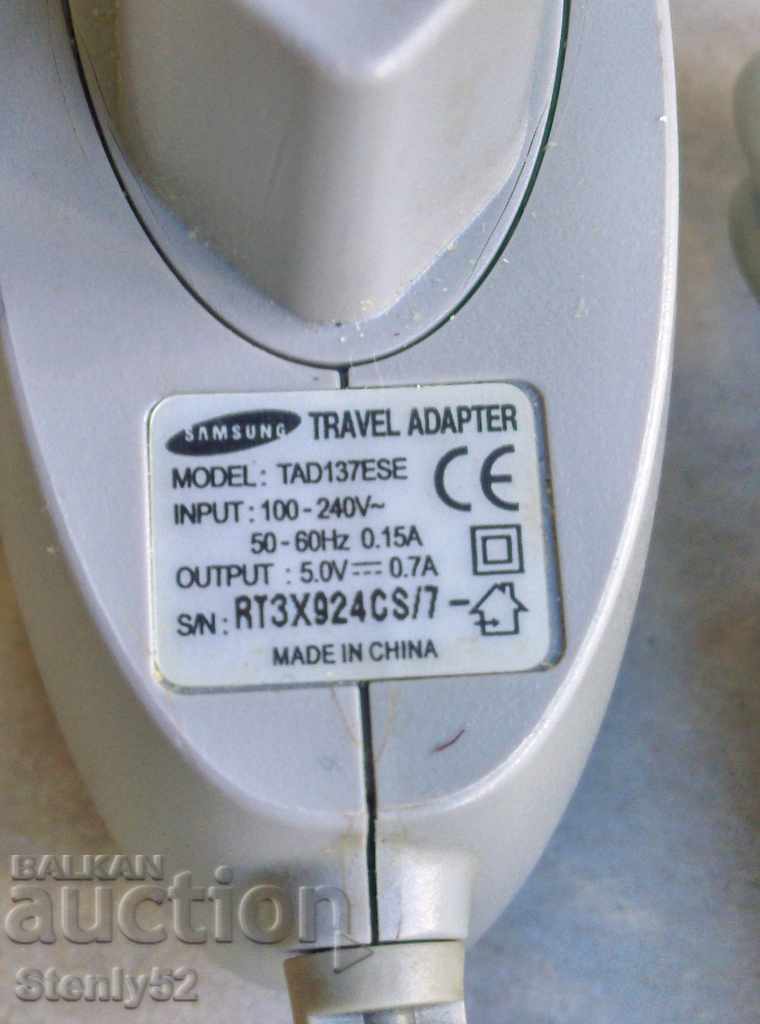 SAMSUNG TRAVEL ADAPTER
MODEL: TAD137ESE
CE
INPUT: 100-240V~
50-60Hz 0.15A
OUTPUT : 5.0V⎓ 0.7A
S/N: RT3X924CS/7-
MADE IN CHINA
BALKAN
auction
Stenly52